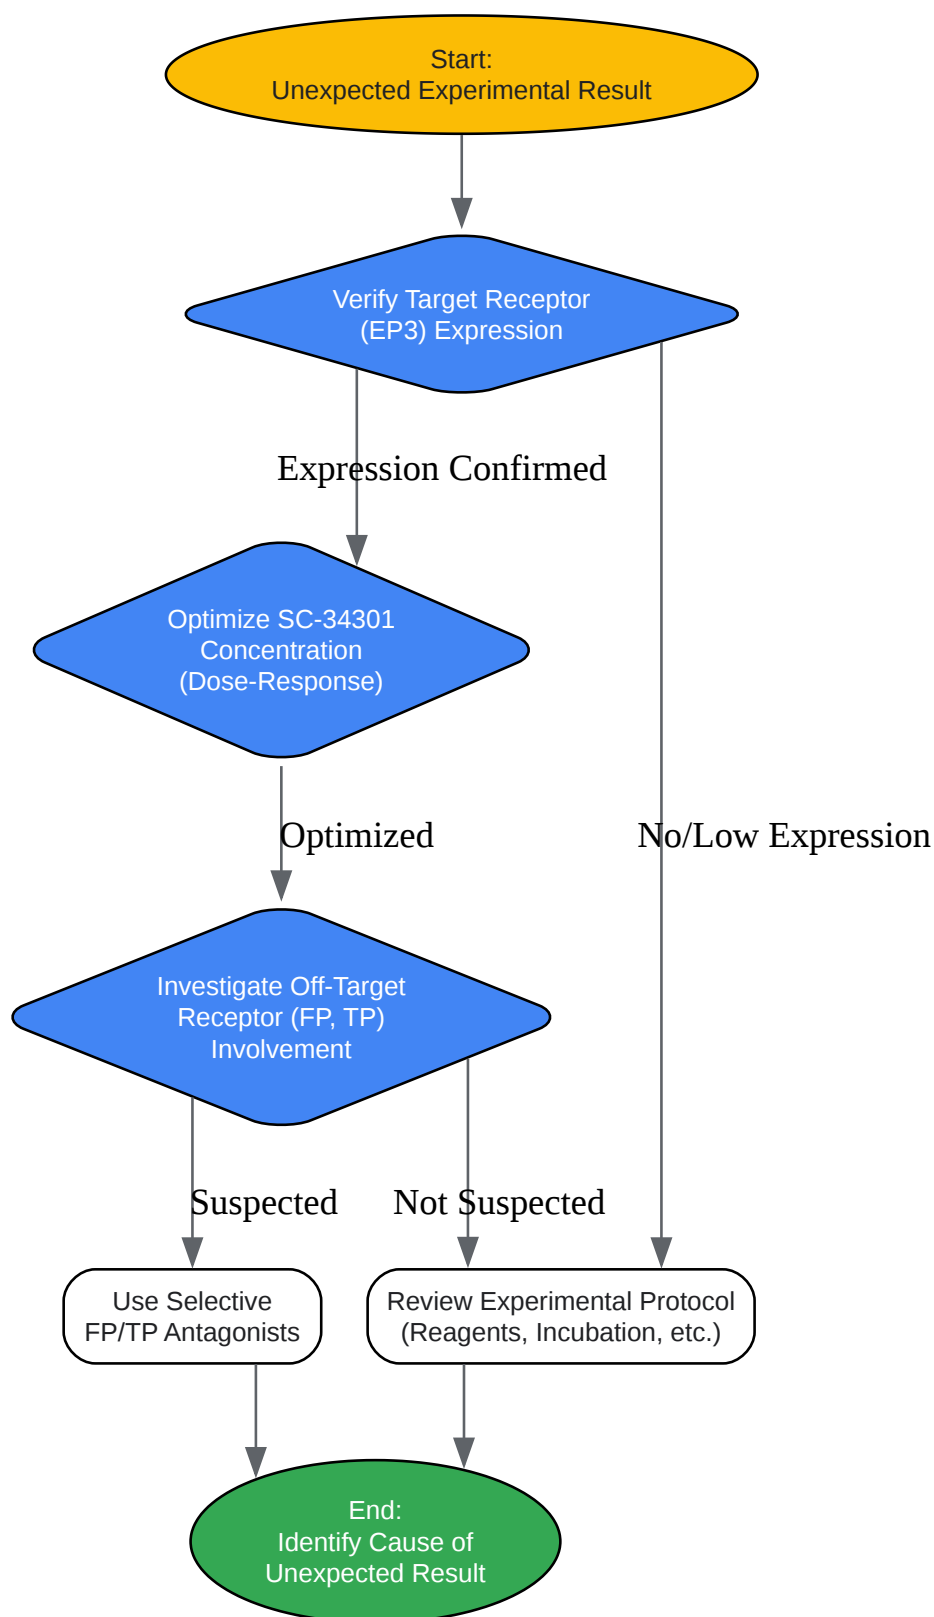 Start:
Unexpected Experimental Result
Verify Target Receptor
(EP3) Expression
Expression Confirmed
Optimize SC-34301
Concentration
(Dose-Response)
Optimized
No/Low Expression
Investigate Off-Target
Receptor (FP, TP)
Involvement
Suspected
Not Suspected
Use Selective
FP/TP Antagonists
Review Experimental Protocol
(Reagents, Incubation, etc.)
End:
Identify Cause of
Unexpected Result